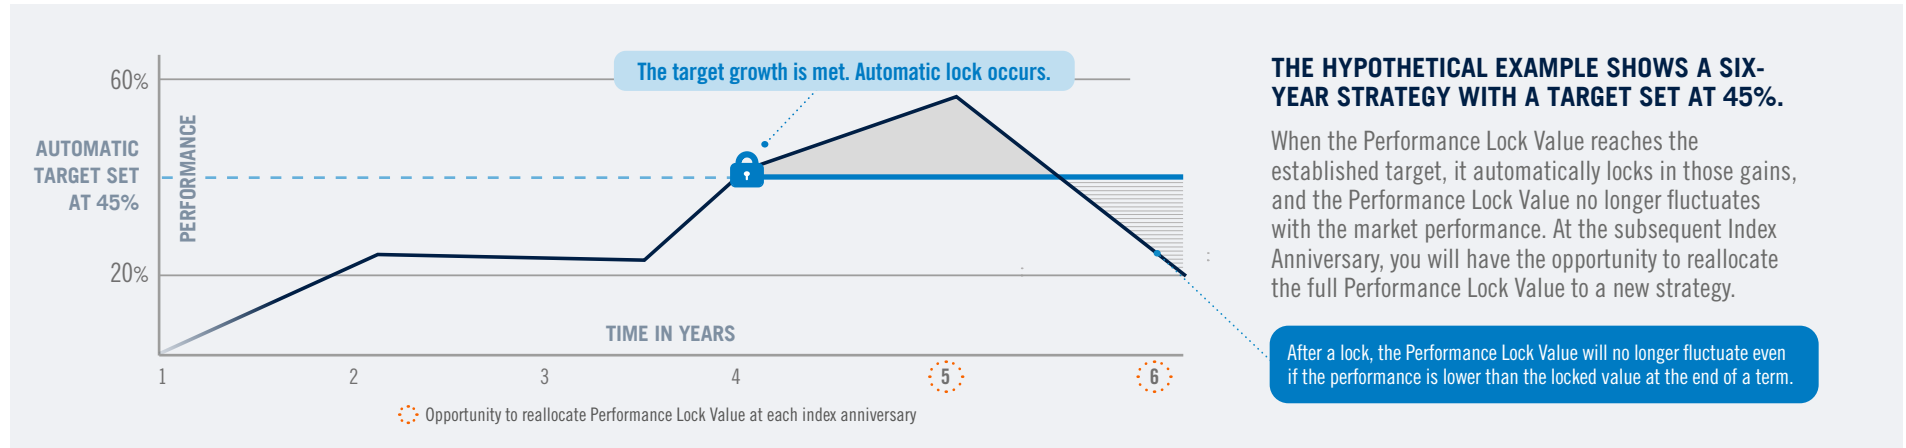 The target growth is met. Automatic lock occurs.
60%
PERFORMANCE
AUTOMATIC
TARGET SET
AT 45%
20%
TIME IN YEARS
1 2 3 4 5 6
Opportunity to reallocate Performance Lock Value at each index anniversary
THE HYPOTHETICAL EXAMPLE SHOWS A SIX-
YEAR STRATEGY WITH A TARGET SET AT 45%.
When the Performance Lock Value reaches the
established target, it automatically locks in those gains,
and the Performance Lock Value no longer fluctuates
with the market performance. At the subsequent Index
Anniversary, you will have the opportunity to reallocate
the full Performance Lock Value to a new strategy.
After a lock, the Performance Lock Value will no longer fluctuate even
if the performance is lower than the locked value at the end of a term.